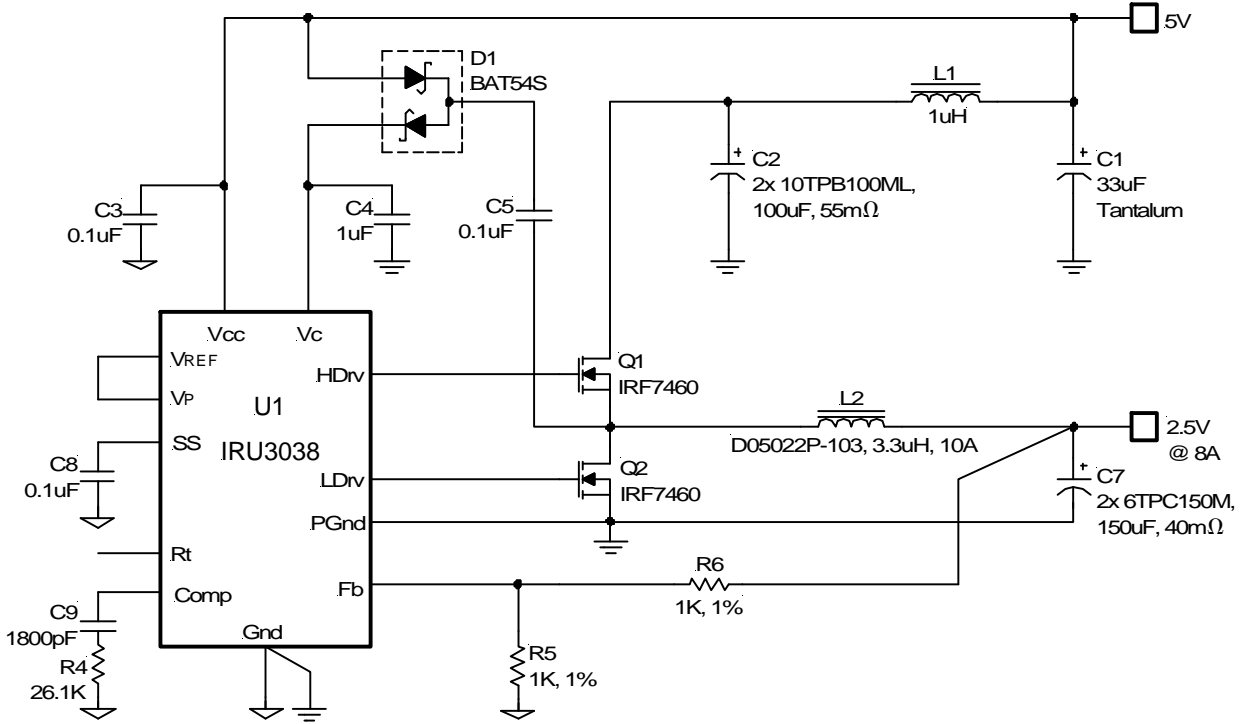 5V
D1
BAT54S
L1
1uH
C2
2x 10TPB100ML,
100uF, 55mΩ
C1
33uF
Tantalum
C3
0.1uF
C4
1uF
C5
0.1uF
Vcc
Vc
VREF
VP
HDrv
Q1
IRF7460
U1
IRU3038
SS
C8
0.1uF
L2
D05022P-103, 3.3uH, 10A
2.5V
@ 8A
LDrv
Q2
IRF7460
C7
2x 6TPC150M,
150uF, 40mΩ
PGnd
Rt
Fb
R6
1K, 1%
Comp
C9
1800pF
Gnd
R4
26.1K
R5
1K, 1%